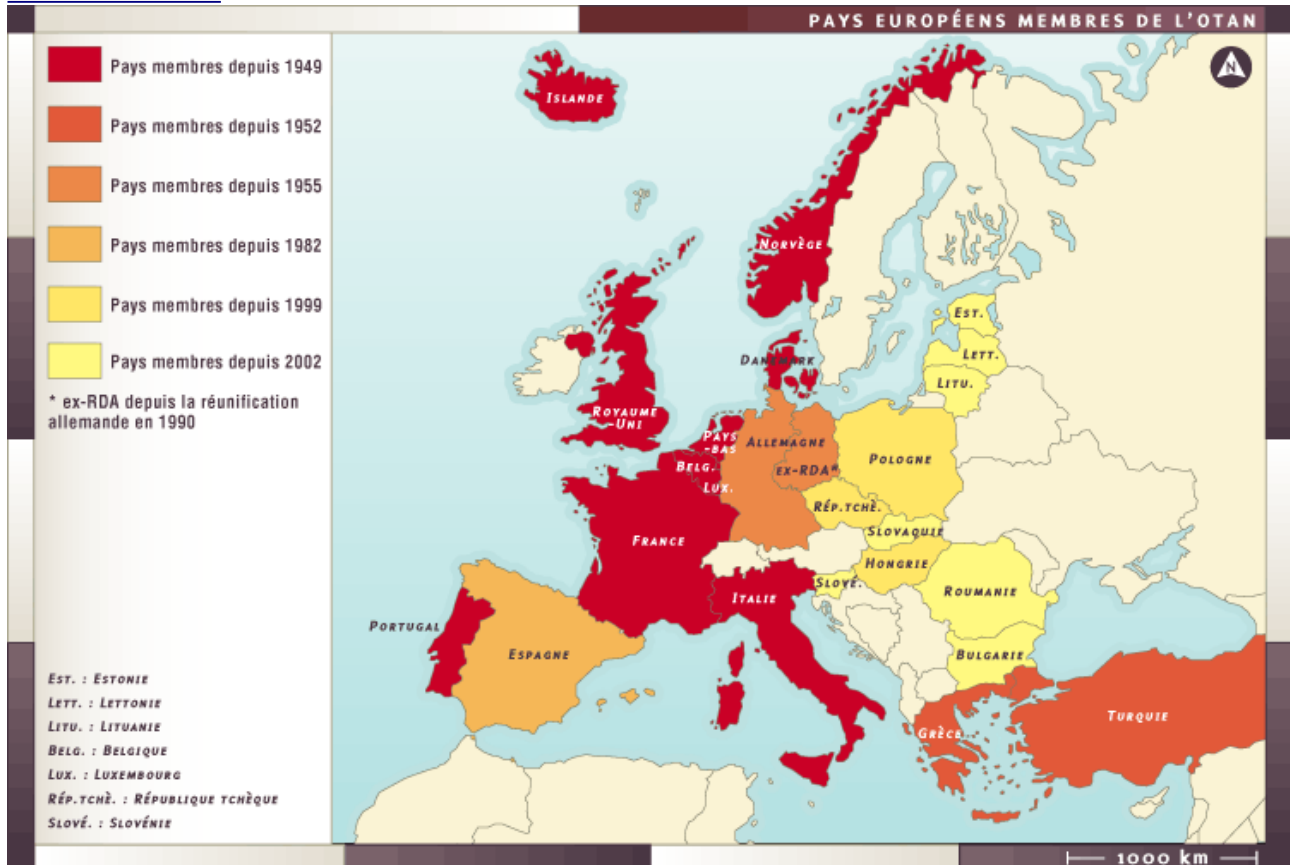 PAYS EUROPÉENS MEMBRES DE L'OTAN
Pays membres depuis 1949
Pays membres depuis 1952
Pays membres depuis 1955
Pays membres depuis 1982
Pays membres depuis 1999
Pays membres depuis 2002
* ex-RDA depuis la réunification
allemande en 1990
EST. : ESTONIE
LETT. : LETTONIE
LITU. : LITUANIE
BELG. : BELGIQUE
LUX. : LUXEMBOURG
RÉP.TCHÈ. : RÉPUBLIQUE TCHÈQUE
SLOVÉ. : SLOVÉNIE
N
ISLANDE
NORVÈGE
EST.
LETT.
LITU.
DANEMARK
ROYAUME
-UNI
PAYS
-BAS
ALLEMAGNE
EX-RDA*
POLOGNE
BELG.
LUX.
RÉP.TCHÈ.
SLOVAQUIE
FRANCE
HONGRIE
SLOVÉ.
ITALIE
ROUMANIE
PORTUGAL
ESPAGNE
BULGARIE
GRÈCE
TURQUIE
1000 km